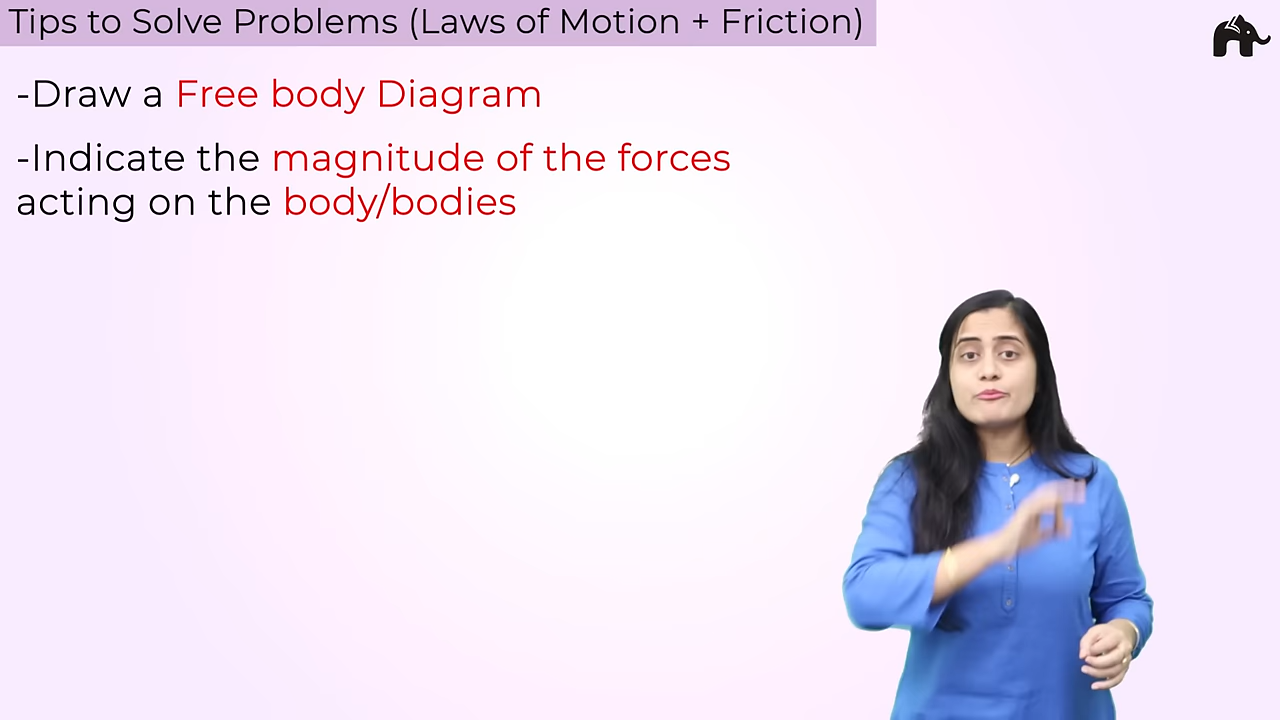 Tips to Solve Problems (Laws of Motion + Friction)
-Draw a Free body Diagram
-Indicate the magnitude of the forces
acting on the body/bodies